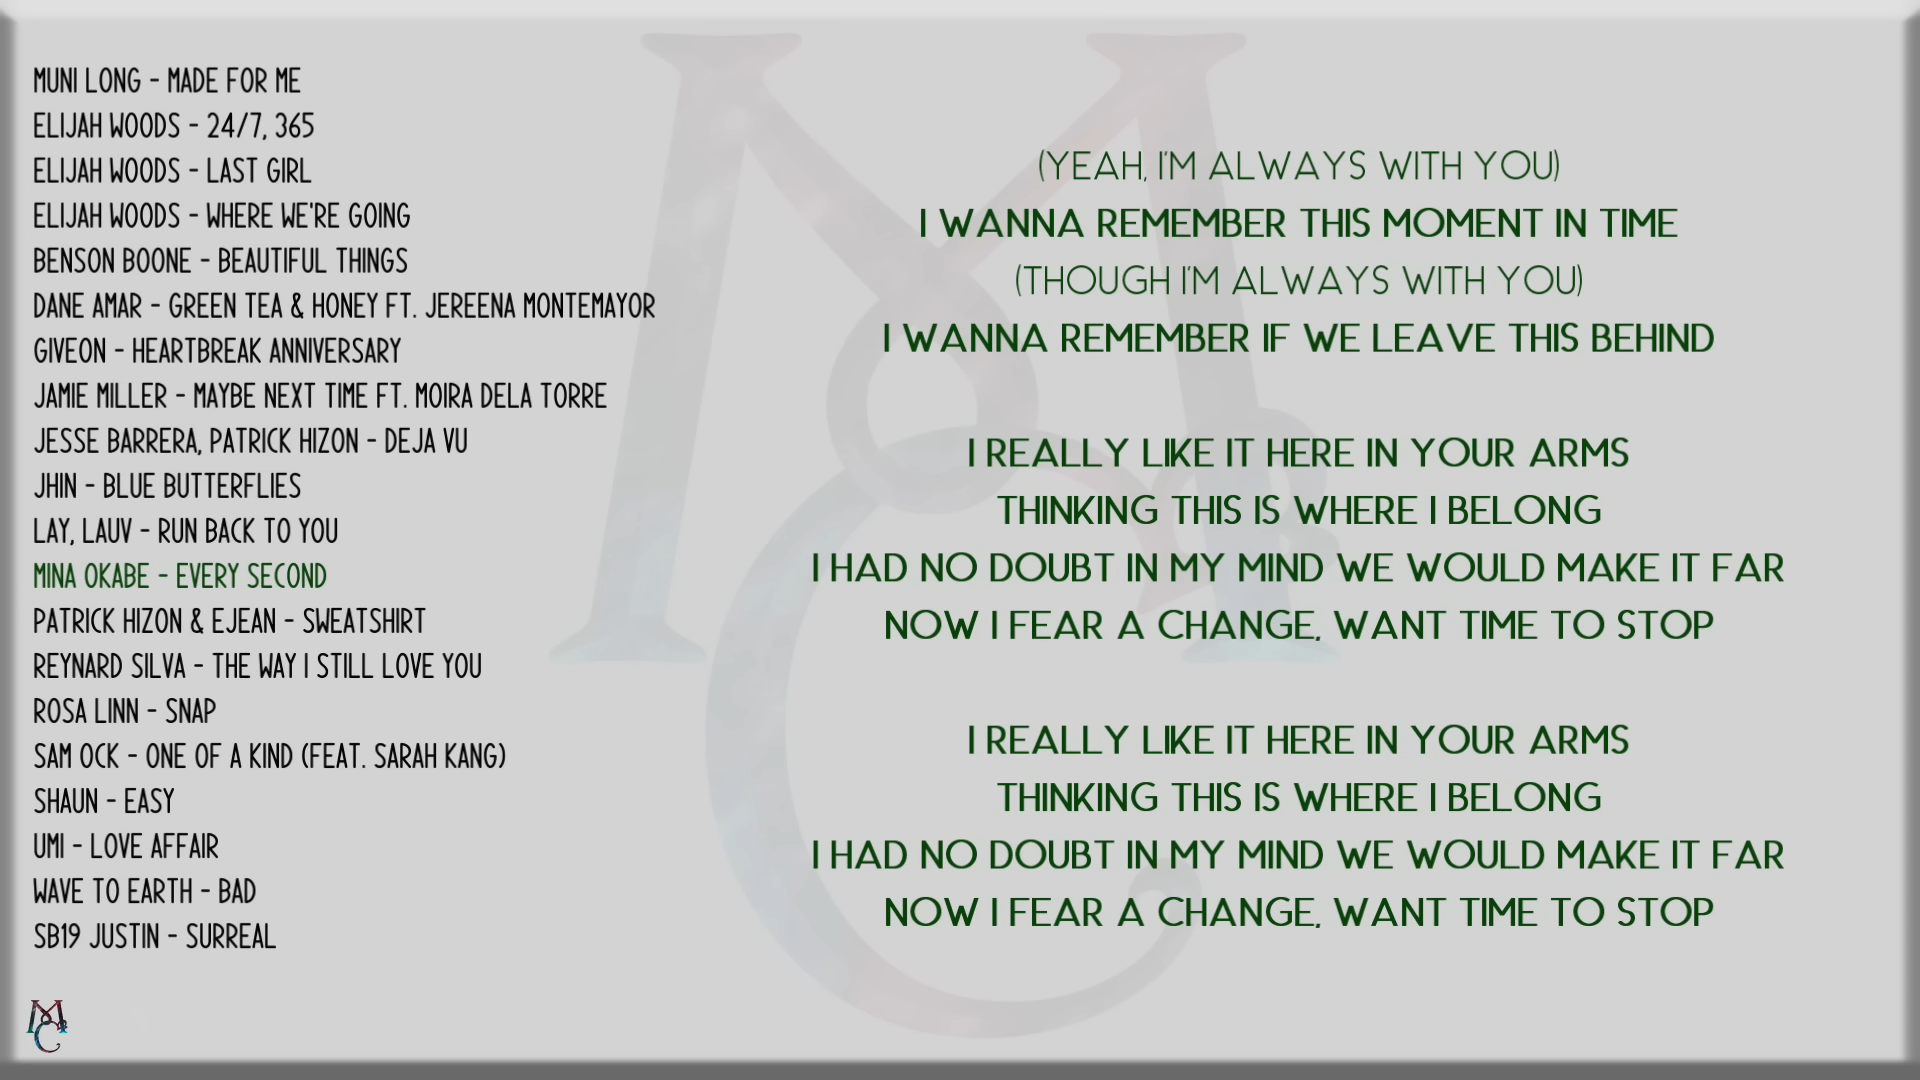 MUNI LONG - MADE FOR ME
ELIJAH WOODS - 24/7, 365
ELIJAH WOODS - LAST GIRL
ELIJAH WOODS - WHERE WE'RE GOING
BENSON BOONE - BEAUTIFUL THINGS
DANE AMAR - GREEN TEA & HONEY FT. JEREENA MONTEMAYOR
GIVEON - HEARTBREAK ANNIVERSARY
JAMIE MILLER - MAYBE NEXT TIME FT. MOIRA DELA TORRE
JESSE BARRERA, PATRICK HIZON - DEJA VU
JHIN - BLUE BUTTERFLIES
LAY, LAUV - RUN BACK TO YOU
MINA OKABE - EVERY SECOND
PATRICK HIZON & EJEAN - SWEATSHIRT
REYNARD SILVA - THE WAY I STILL LOVE YOU
ROSA LINN - SNAP
SAM OCK - ONE OF A KIND (FEAT. SARAH KANG)
SHAUN - EASY
UMI - LOVE AFFAIR
WAVE TO EARTH - BAD
SB19 JUSTIN - SURREAL
(YEAH, I'M ALWAYS WITH YOU)
I WANNA REMEMBER THIS MOMENT IN TIME
(THOUGH I'M ALWAYS WITH YOU)
I WANNA REMEMBER IF WE LEAVE THIS BEHIND
I REALLY LIKE IT HERE IN YOUR ARMS
THINKING THIS IS WHERE I BELONG
I HAD NO DOUBT IN MY MIND WE WOULD MAKE IT FAR
NOW I FEAR A CHANGE, WANT TIME TO STOP
I REALLY LIKE IT HERE IN YOUR ARMS
THINKING THIS IS WHERE I BELONG
I HAD NO DOUBT IN MY MIND WE WOULD MAKE IT FAR
NOW I FEAR A CHANGE, WANT TIME TO STOP
MC